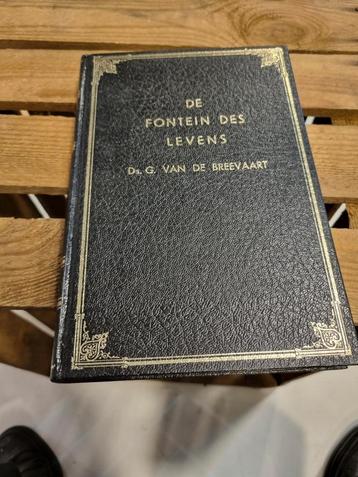 DE
FONTEIN DES
LEVENS
Ds. G. VAN DE BREEVAART